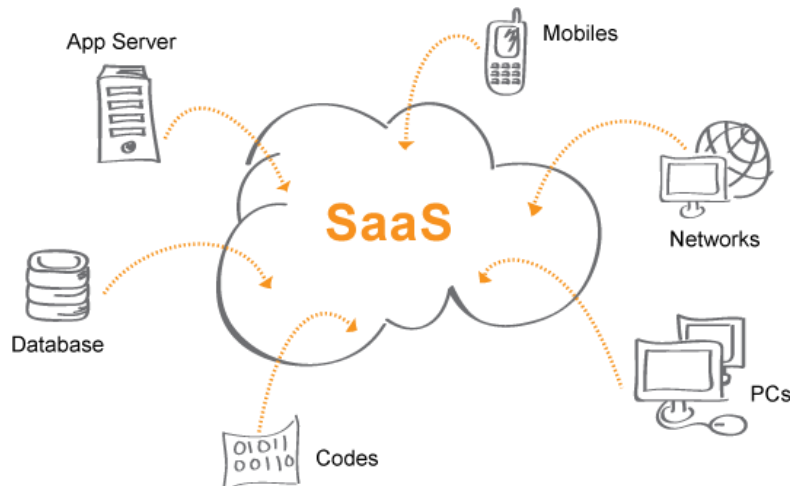 App Server
Mobiles
SaaS
Networks
Database
PCs
01011
00110
Codes